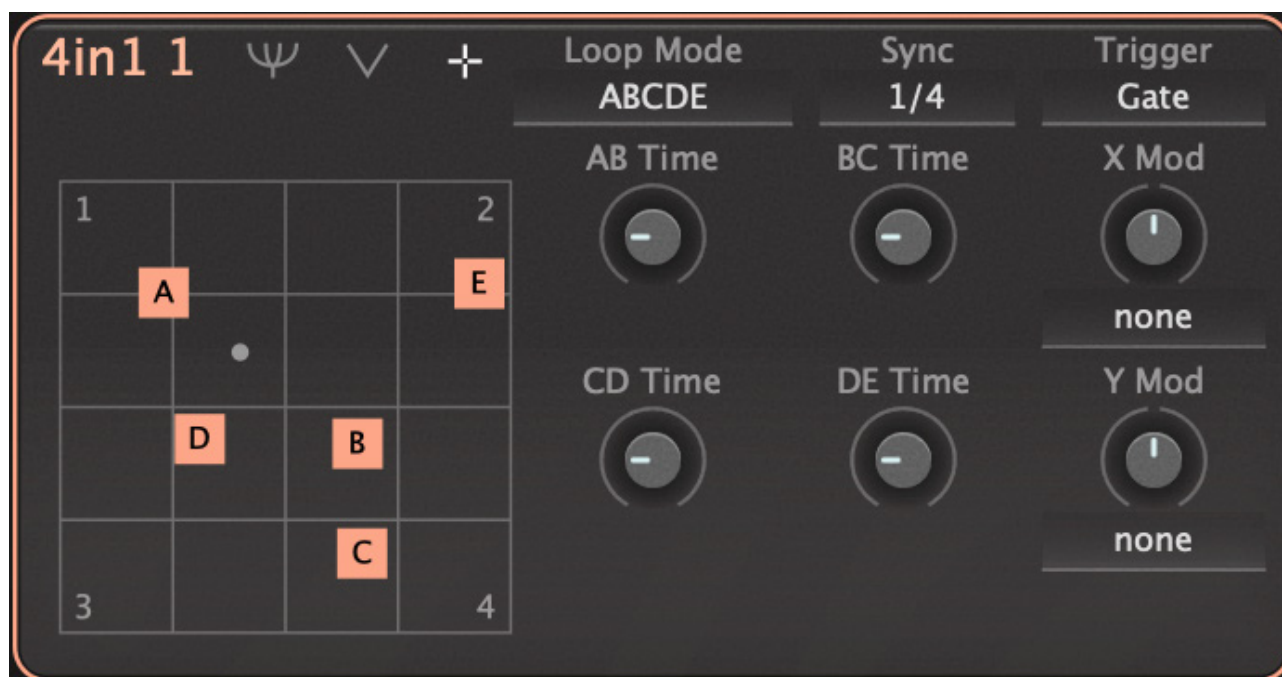 4in1 1
Loop Mode Sync Trigger
ABCDE 1/4 Gate
AB Time BC Time X Mod
1 2
A E
none
CD Time DE Time Y Mod
D B
C
none
3 4